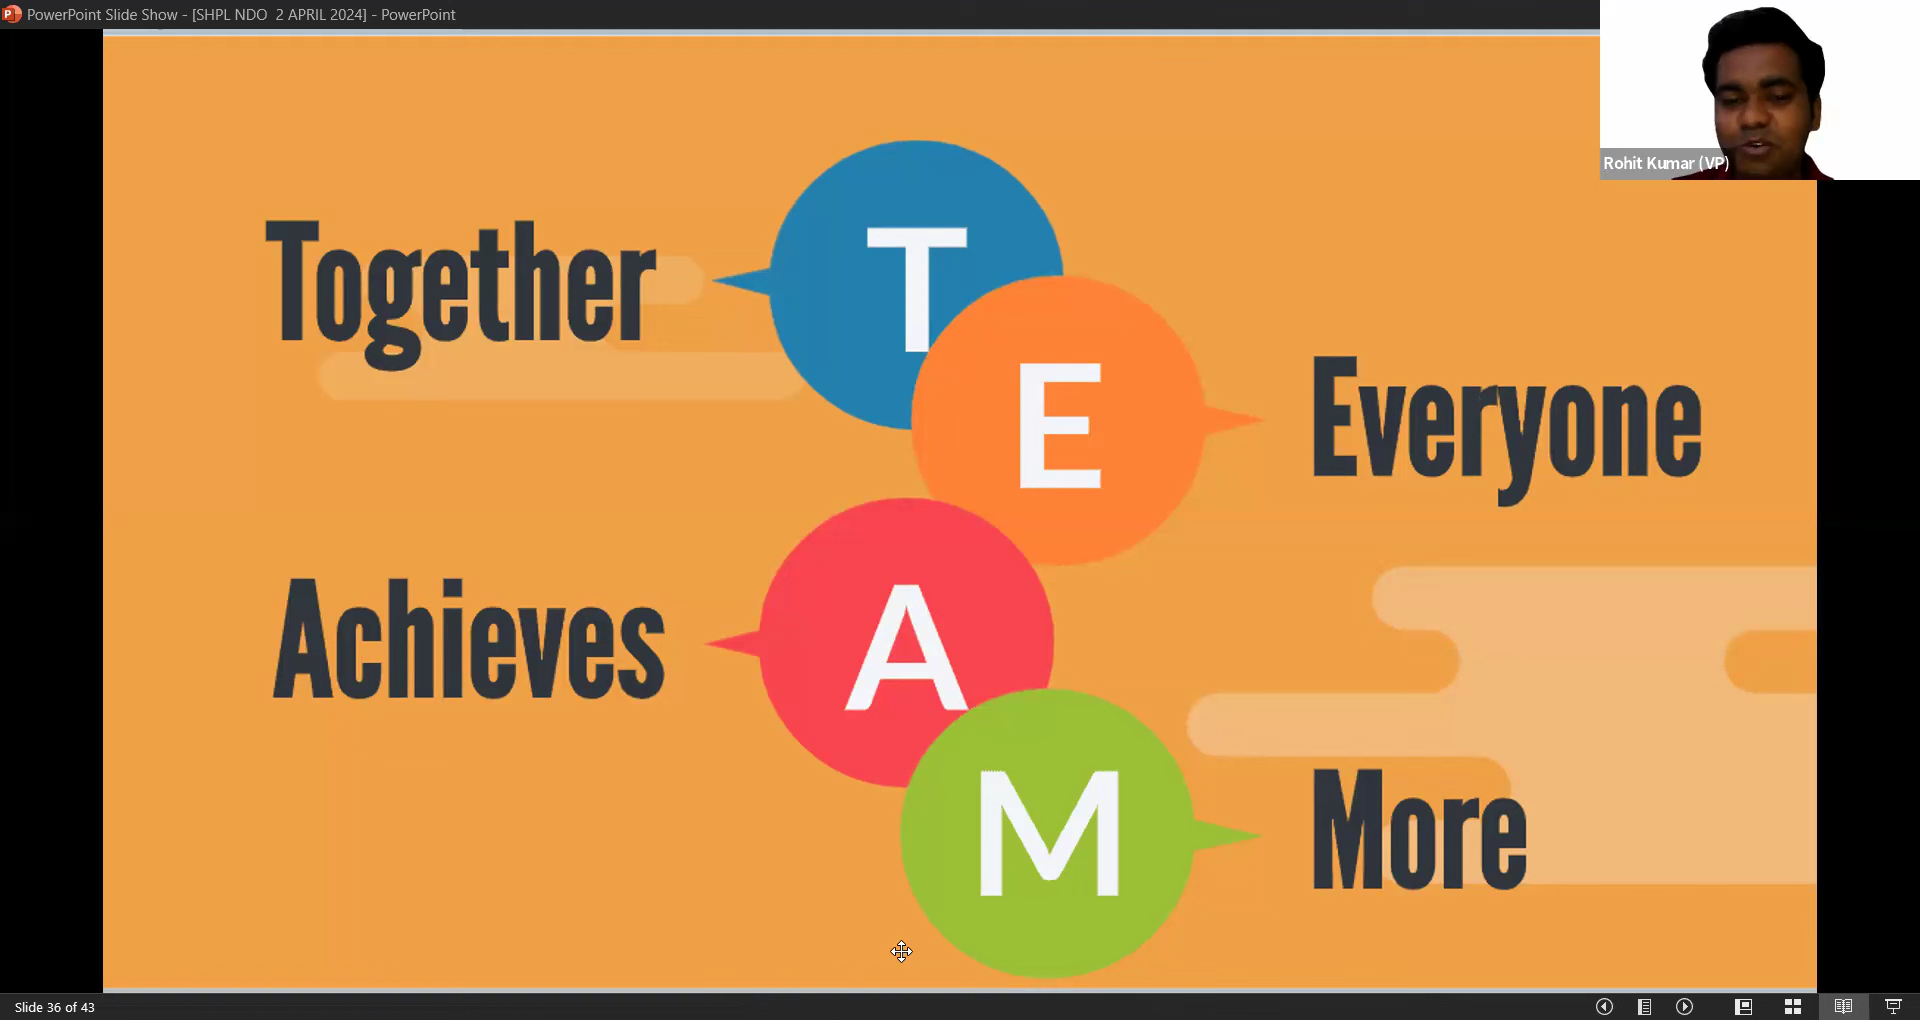 PowerPoint Slide Show - [SHPL NDO  2 APRIL 2024] - PowerPoint
Rohit Kumar (VP)
Together
T
E
Everyone
Achieves
A
M
More
Slide 36 of 43